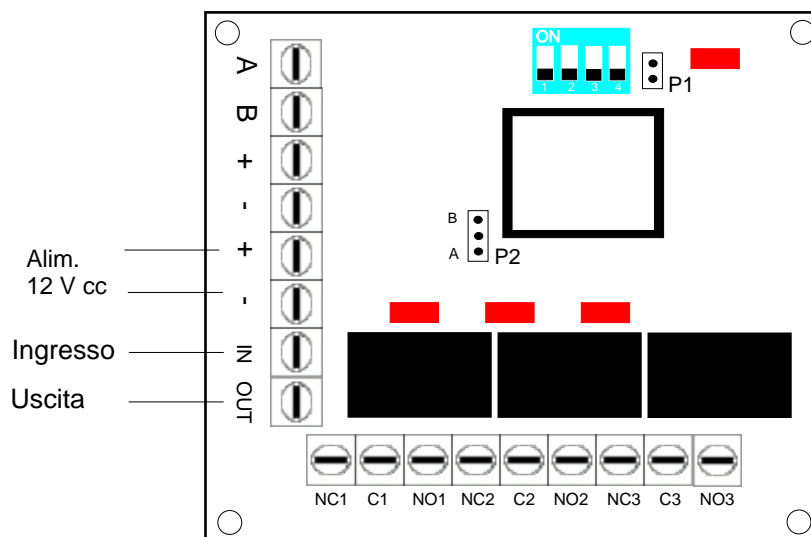 ON
1 2 3 4
P1
A
B
+
-
+
-
IN
OUT
Alim.
12 V cc
Ingresso
Uscita
B
A
P2
NC1 C1 NO1 NC2 C2 NO2 NC3 C3 NO3